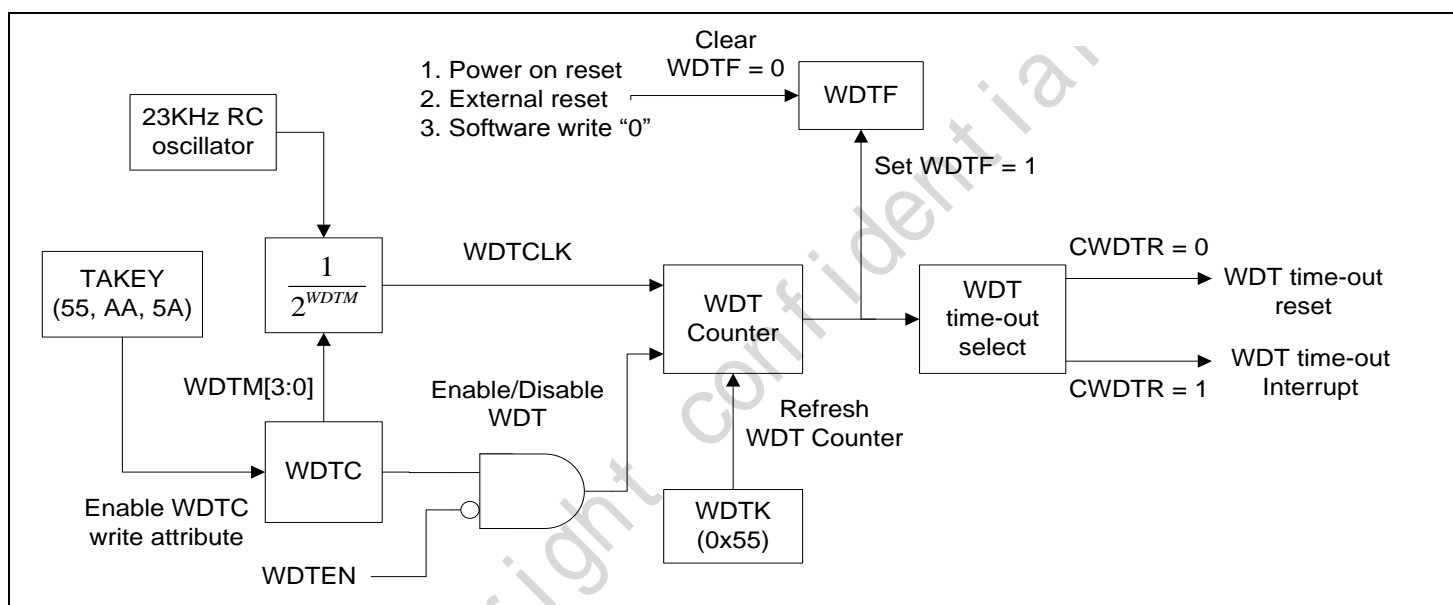 Clear
WDTF = 0
1. Power on reset
2. External reset
3. Software write “0”
WDTF
23KHz RC
oscillator
Set WDTF = 1
TAKEY
(55, AA, 5A)
1
2^WDTM
WDTCLK
WDT
Counter
WDT
time-out
select
CWDTR = 0
WDT time-out
reset
WDT time-out
Interrupt
CWDTR = 1
WDTM[3:0]
Enable/Disable
WDT
Refresh
WDT Counter
WDTC
Enable WDTC
write attribute
WDTEN
WDTK
(0x55)
right confidential